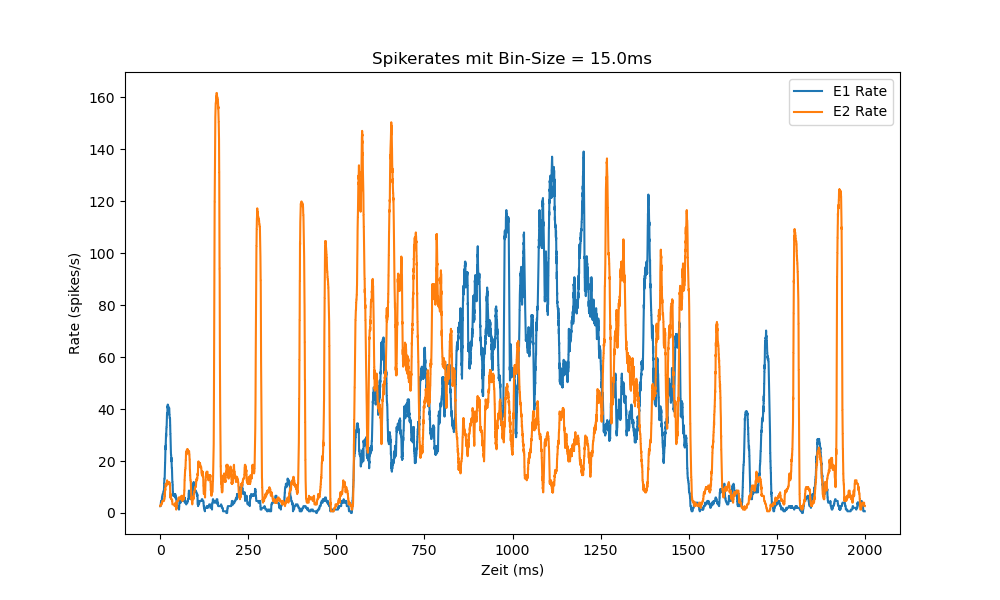 Spikerates mit Bin-Size = 15.0ms
E1 Rate
E2 Rate
Rate (spikes/s)
160
140
120
100
80
60
40
20
0
0 250 500 750 1000 1250 1500 1750 2000
Zeit (ms)